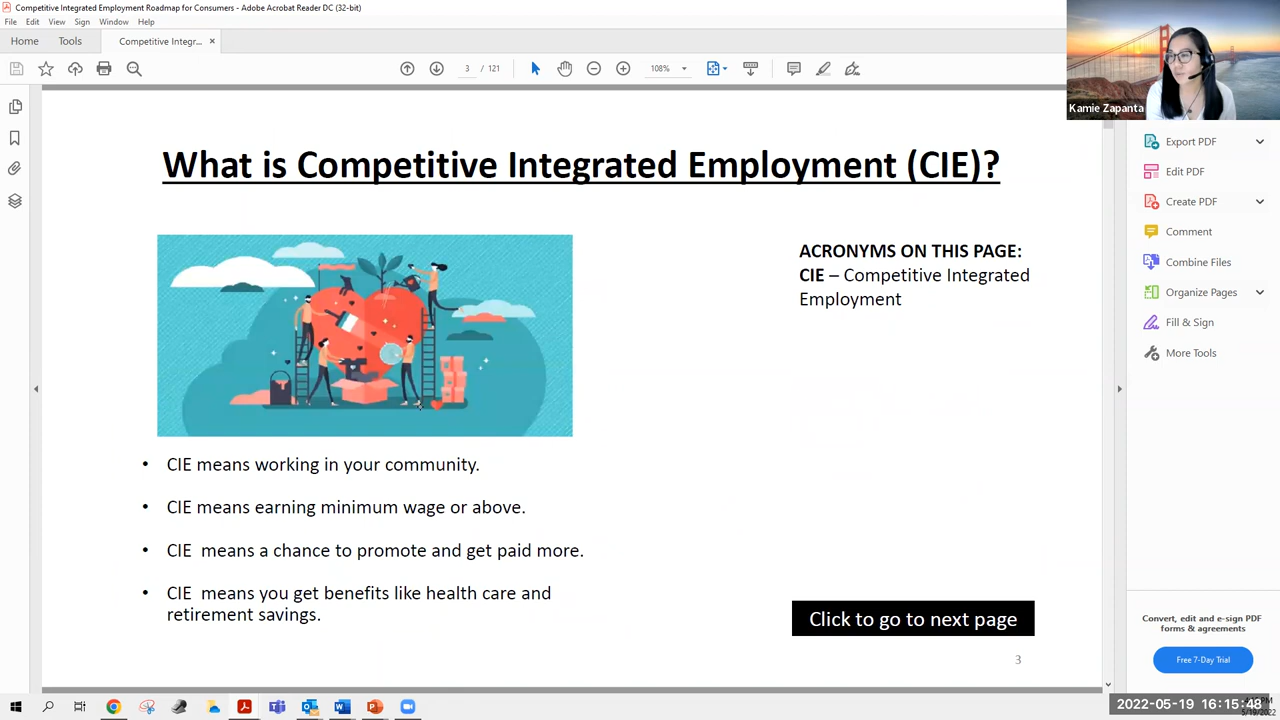 Competitive Integrated Employment Roadmap for Consumers - Adobe Acrobat Reader DC (32-bit)
File Edit View Sign Window Help
Home Tools Competitive Integr... ×
3 / 121 108%
Kamie Zapanta
What is Competitive Integrated Employment (CIE)?
ACRONYMS ON THIS PAGE:
CIE – Competitive Integrated
Employment
• CIE means working in your community.
• CIE means earning minimum wage or above.
• CIE means a chance to promote and get paid more.
• CIE means you get benefits like health care and
retirement savings.
Click to go to next page
3
Export PDF
Edit PDF
Create PDF
Comment
Combine Files
Organize Pages
Fill & Sign
More Tools
Convert, edit and e-sign PDF
forms & agreements
Free 7-Day Trial
2022-05-19 16:15:48